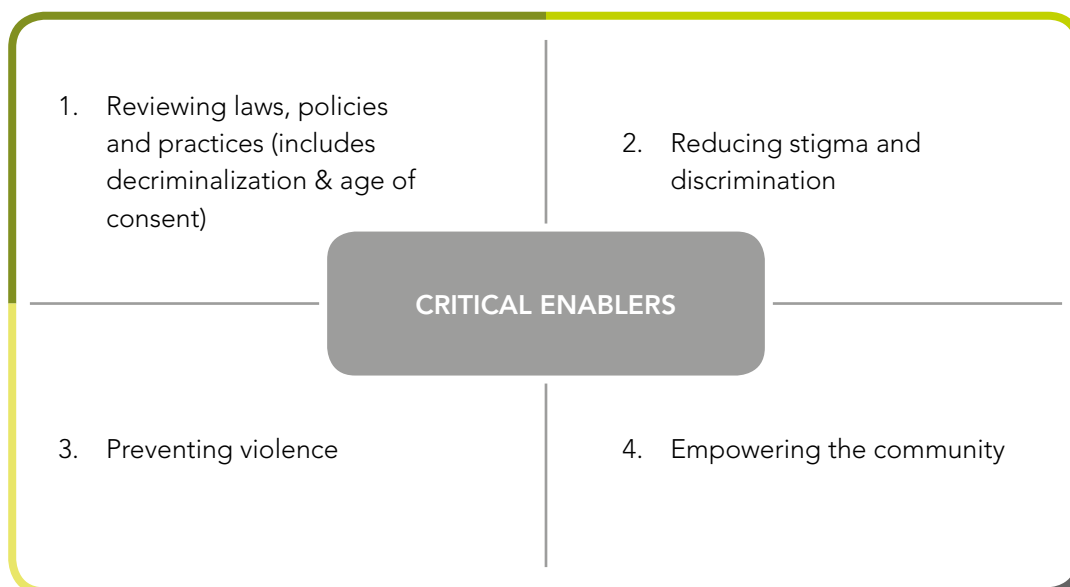 1. Reviewing laws, policies
and practices (includes
decriminalization & age of
consent)
2. Reducing stigma and
discrimination
CRITICAL ENABLERS
3. Preventing violence
4. Empowering the community